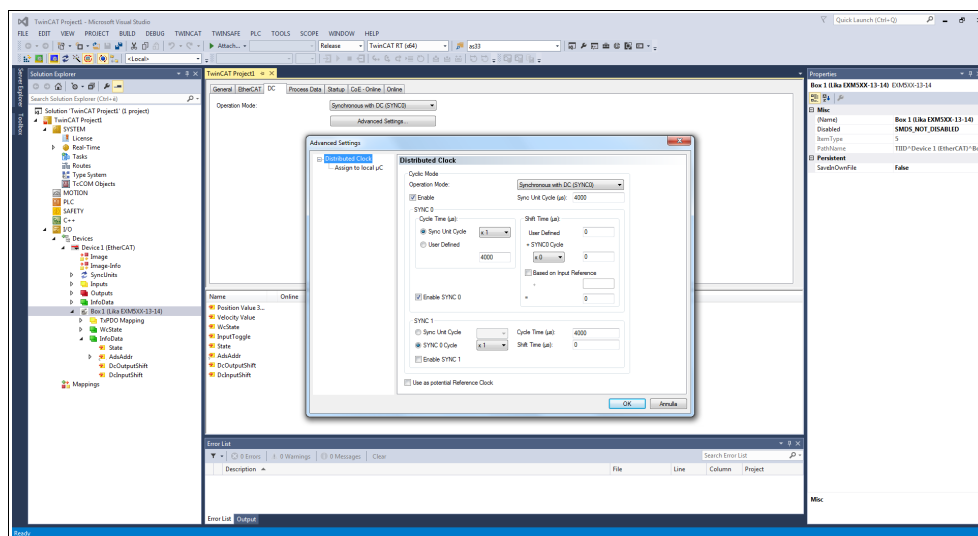 TwinCAT Project1 - Microsoft Visual Studio
Quick Launch (Ctrl+Q)
FILE EDIT VIEW PROJECT BUILD DEBUG TWINCAT TWINSAFE PLC TOOLS SCOPE WINDOW HELP
Attach... Release TwinCAT RT (x64) as33
<Local>
Server Explorer
Toolbox
Solution Explorer
Search Solution Explorer (Ctrl+è)
Solution 'TwinCAT Project1' (1 project)
TwinCAT Project1
SYSTEM
License
Real-Time
Tasks
Routes
Type System
TcCOM Objects
MOTION
PLC
SAFETY
C++
I/O
Devices
Device 1 (EtherCAT)
Image
Image-Info
SyncUnits
Inputs
Outputs
InfoData
Box 1 (Lika EXM5XX-13-14)
TxPDO Mapping
WcState
InfoData
State
AdsAddr
DcOutputShift
DcInputShift
Mappings
TwinCAT Project1
General EtherCAT DC Process Data Startup CoE - Online Online
Operation Mode: Synchronous with DC (SYNC0)
Advanced Settings...
Name Online
Position Value 3...
Velocity Value
WcState
InputToggle
State
AdsAddr
DcOutputShift
DcInputShift
Advanced Settings
Distributed Clock
Assign to local µC
Distributed Clock
Cyclic Mode
Operation Mode: Synchronous with DC (SYNC0)
Enable Sync Unit Cycle (µs): 4000
SYNC 0
Cycle Time (µs): Shift Time (µs):
Sync Unit Cycle x 1 User Defined 0
User Defined + SYNC0 Cycle
4000 x 0 0
Based on Input Reference
+
Enable SYNC 0 = 0
SYNC 1
Sync Unit Cycle Cycle Time (µs): 4000
SYNC 0 Cycle x 1 Shift Time (µs): 0
Enable SYNC 1
Use as potential Reference Clock
OK Annulla
Error List
0 Errors 0 Warnings 0 Messages Clear
Search Error List
Description File Line Column Project
Error List Output
Properties
Box 1 (Lika EXM5XX-13-14) EXM5XX-13-14
Misc
(Name) Box 1 (Lika EXM5XX-13-14)
Disabled SMDS_NOT_DISABLED
ItemType 5
PathName TIID^Device 1 (EtherCAT)^Bo
Persistent
SaveInOwnFile False
Misc
Ready